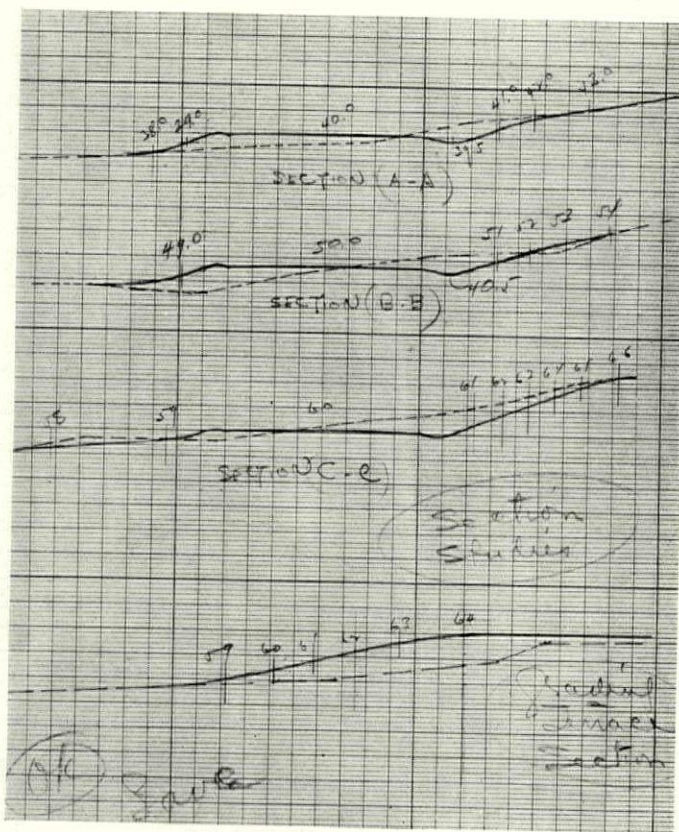 38.0 39.0 40.0 39.5 41.0 42.0 43.0
SECTION (A-A)
49.0 50.0 51 52 53 54
40.5
SECTION (B-B)
58 59 60 61 62 63 64 65 66
SECTION C-C
Section
Studies
59 60 61 62 63 64
Grading
Terrace
Section
OK